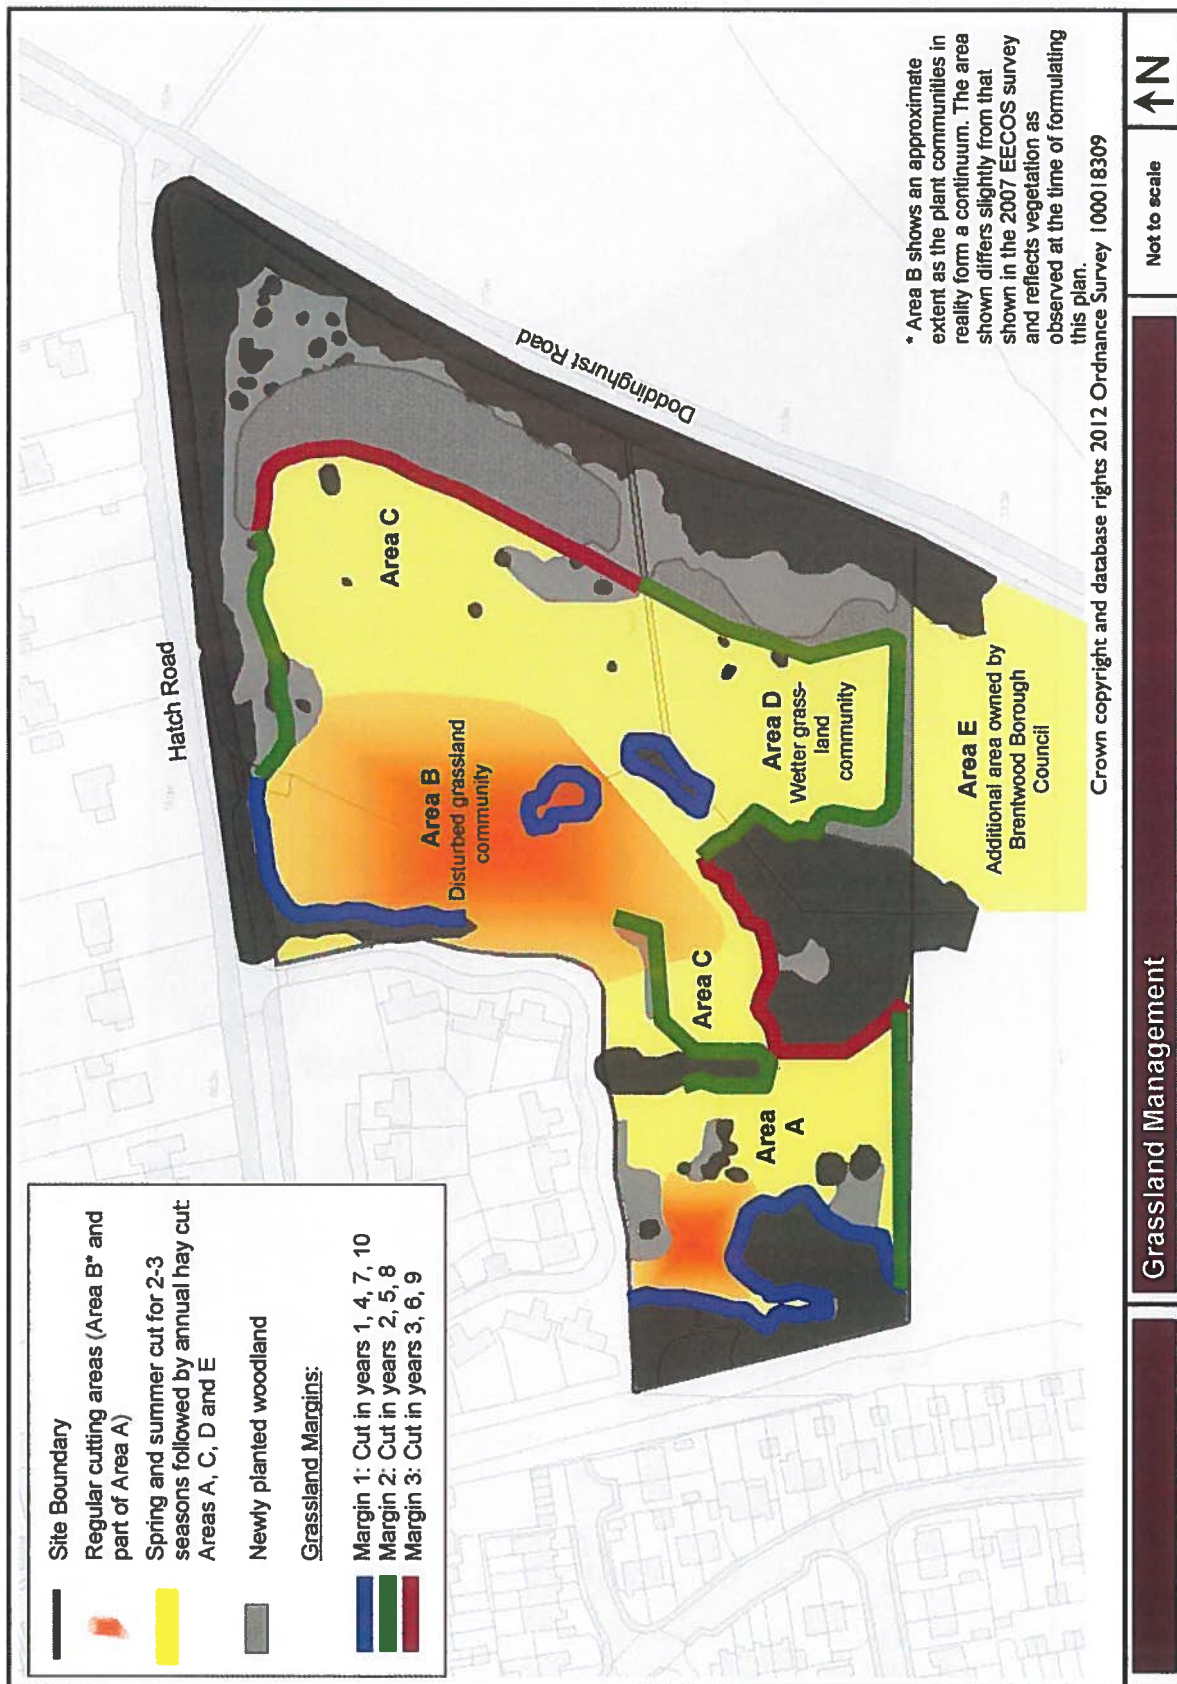 Site Boundary
Regular cutting areas (Area B* and
part of Area A)
Spring and summer cut for 2-3
seasons followed by annual hay cut:
Areas A, C, D and E
Newly planted woodland
Grassland Margins:
Margin 1: Cut in years 1, 4, 7, 10
Margin 2: Cut in years 2, 5, 8
Margin 3: Cut in years 3, 6, 9
Hatch Road
Doddinghurst Road
Area C
Area B
Disturbed grassland
community
Area C
Area
A
Area D
Wetter grass-
land
community
Area E
Additional area owned by
Brentwood Borough
Council
* Area B shows an approximate
extent as the plant communities in
reality form a continuum. The area
shown differs slightly from that
shown in the 2007 EECOS survey
and reflects vegetation as
observed at the time of formulating
this plan.
Crown copyright and database rights 2012 Ordnance Survey 100018309
Grassland Management
Not to scale
N